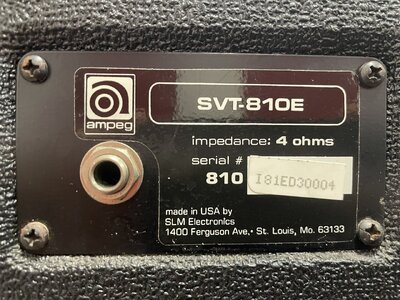 ampeg
SVT-810E
impedance: 4 ohms
serial #
810 I81ED30004
made in USA by
SLM Electronics
1400 Ferguson Ave. • St. Louis, Mo. 63133